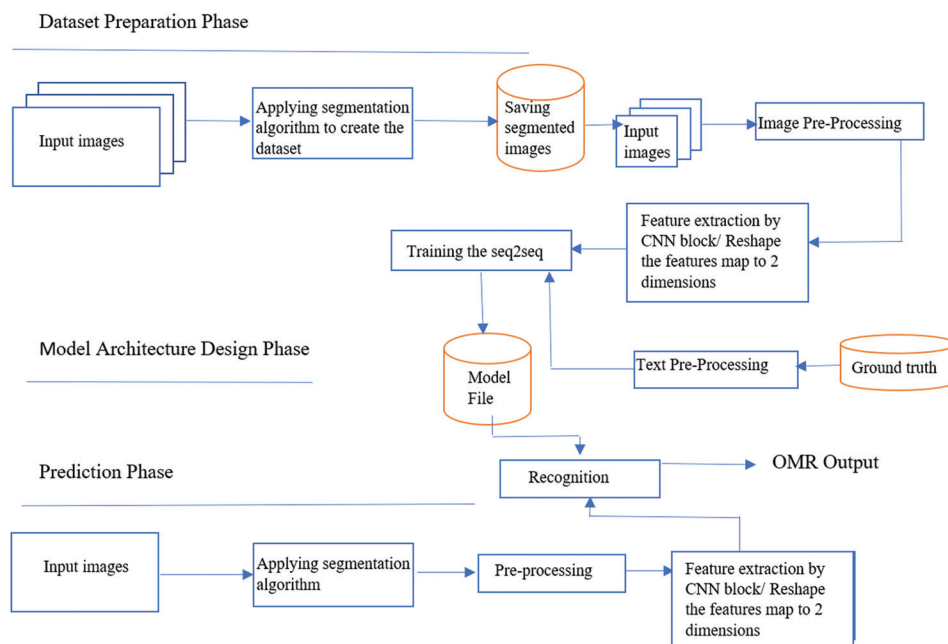 Dataset Preparation Phase
Input images
Applying segmentation
algorithm to create the
dataset
Saving
segmented
images
Input
images
Image Pre-Processing
Feature extraction by
CNN block/ Reshape
the features map to 2
dimensions
Training the seq2seq
Model Architecture Design Phase
Model
File
Text Pre-Processing
Ground truth
Prediction Phase
Recognition
OMR Output
Input images
Applying segmentation
algorithm
Pre-processing
Feature extraction by
CNN block/ Reshape
the features map to 2
dimensions